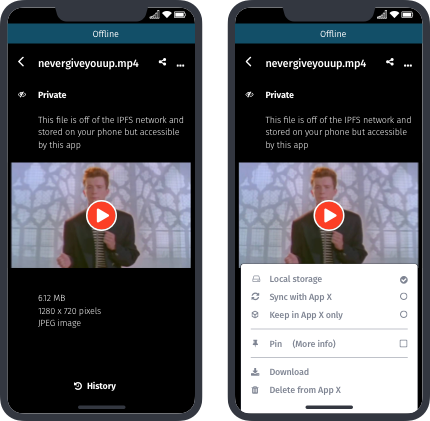 Offline
nevergiveyouup.mp4
Private
This file is off of the IPFS network and
stored on your phone but accessible
by this app
6.12 MB
1280 x 720 pixels
JPEG image
History
Offline
nevergiveyouup.mp4
Private
This file is off of the IPFS network and
stored on your phone but accessible
by this app
Local storage
Sync with App X
Keep in App X only
Pin (More info)
Download
Delete from App X